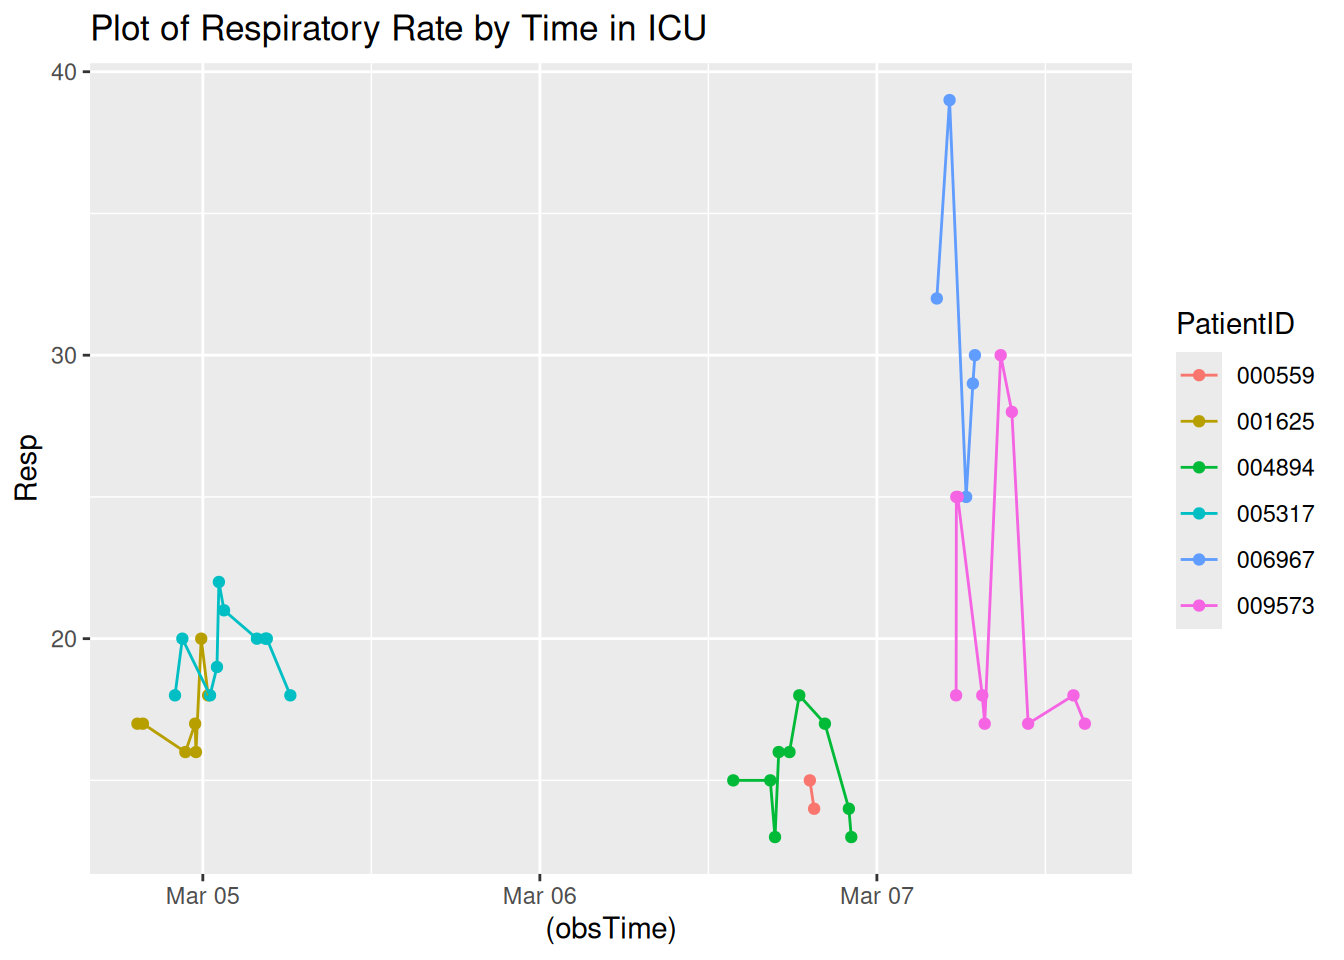 Plot of Respiratory Rate by Time in ICU
40
30
20
Resp
Mar 05
Mar 06
Mar 07
(obsTime)
PatientID
000559
001625
004894
005317
006967
009573